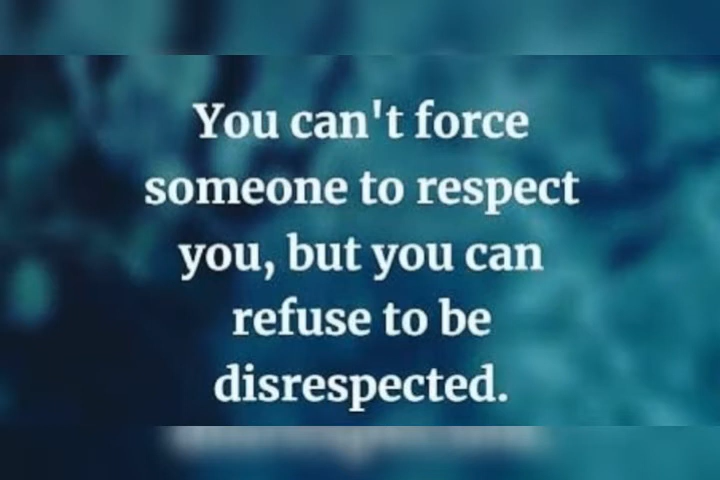 You can't force
someone to respect
you, but you can
refuse to be
disrespected.